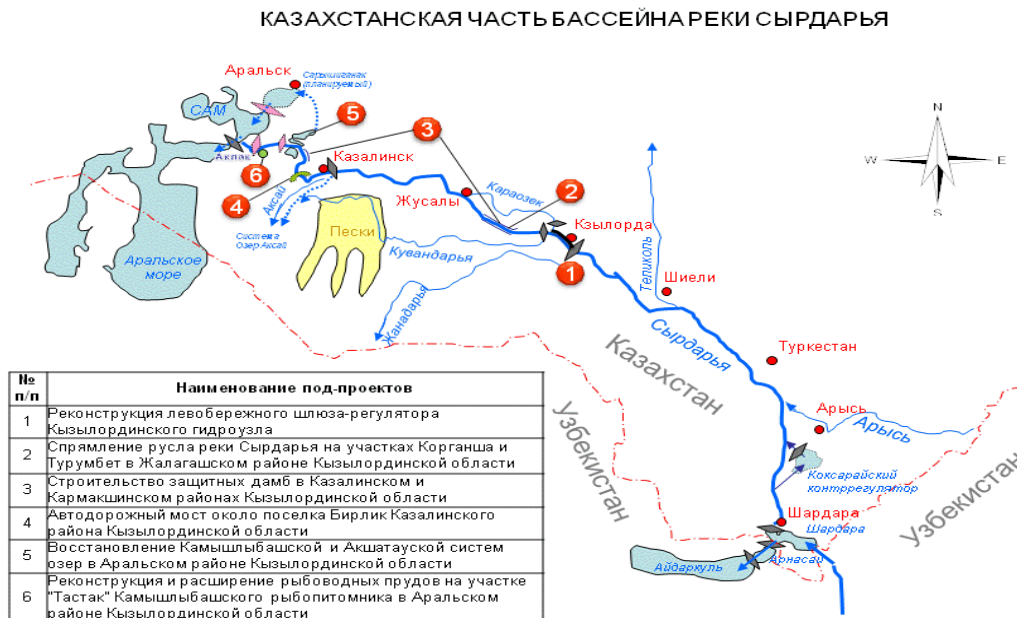 КАЗАХСТАНСКАЯ ЧАСТЬ БАССЕЙНА РЕКИ СЫРДАРЬЯ
Аральск
Сарышиганак
(планируемый)
САМ
5
3
N
W
E
S
Аклак
6
Казалинск
4
Аксай
Жусалы
Караозек
2
Система
Озер Аксай
Пески
Кувандарья
Кзылорда
1
Аральское
море
Жанадарья
Теликоль
Шиели
Сырдарья
Казахстан
Туркестан
Узбекистан
Арысь
Арысь
Коксарайский
контррегулятор
Узбекистан
Шардара
Шардара
Арнасай
Айдаркуль
№
п/п
Наименование под-проектов
1
Реконструкция левобережного шлюза-регулятора
Кызылординского гидроузла
2
Спрямление русла реки Сырдарья на участках Корганша и
Турумбет в Жалагашском районе Кызылординской области
3
Строительство защитных дамб в Казалинском и
Кармакшинском районах Кызылординской области
4
Автодорожный мост около поселка Бирлик Казалинского
района Кызылординской области
5
Восстановление Камышлыбашской и Акшатауской систем
озер в Аральском районе Кызылординской области
6
Реконструкция и расширение рыбоводных прудов на участке
"Тастак" Камышлыбашского рыбопитомника в Аральском
районе Кызылординской области